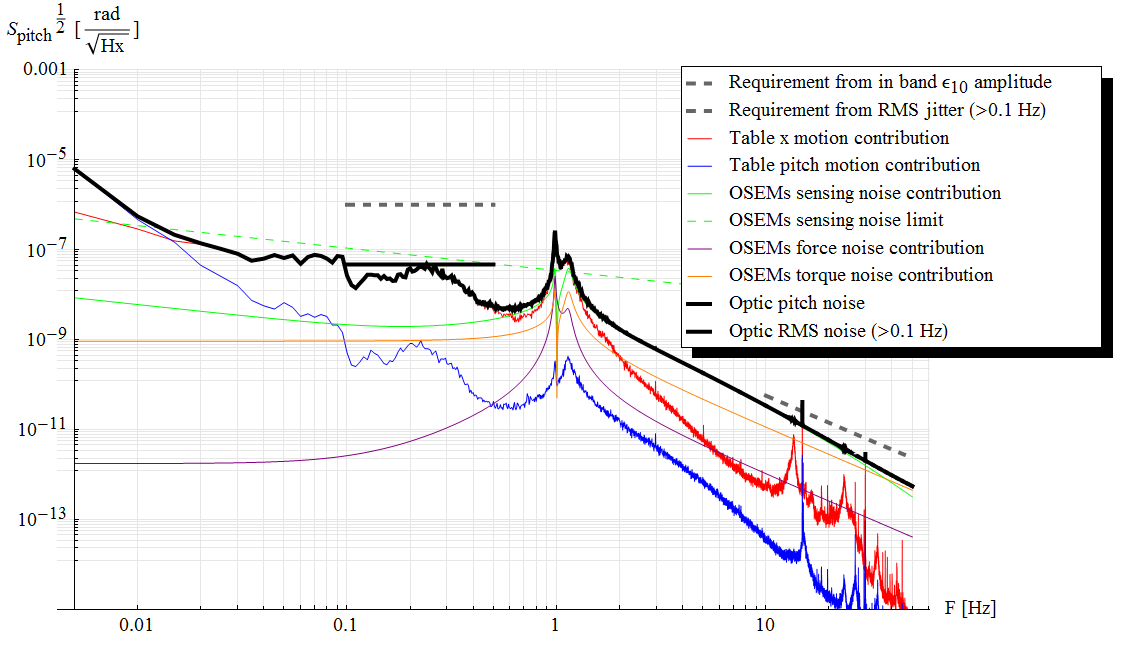 S_pitch^1/2 [ rad/√Hx ]
0.001
10^−5
10^−7
10^−9
10^−11
10^−13
0.01 0.1 1 10
F [Hz]
Requirement from in band ϵ10 amplitude
Requirement from RMS jitter (>0.1 Hz)
Table x motion contribution
Table pitch motion contribution
OSEMs sensing noise contribution
OSEMs sensing noise limit
OSEMs force noise contribution
OSEMs torque noise contribution
Optic pitch noise
Optic RMS noise (>0.1 Hz)